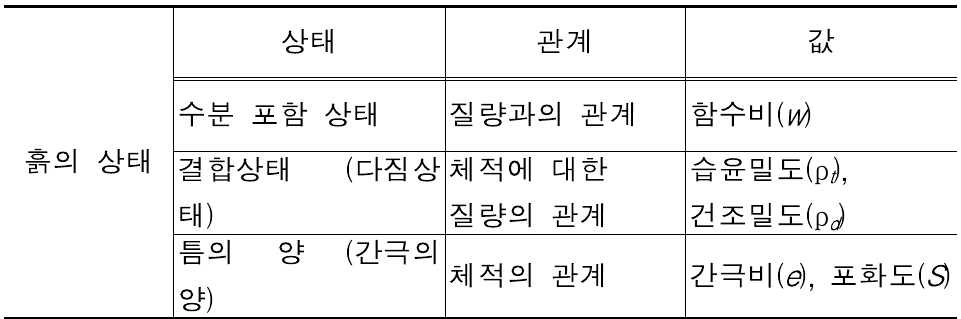 상태 관계 값
흙의 상태
수분 포함 상태 질량과의 관계 함수비(w)
결합상태 (다짐상
태)
체적에 대한
질량의 관계
습윤밀도(ρt),
건조밀도(ρd)
틈의 양 (간극의
양)
체적의 관계
간극비(e), 포화도(S)